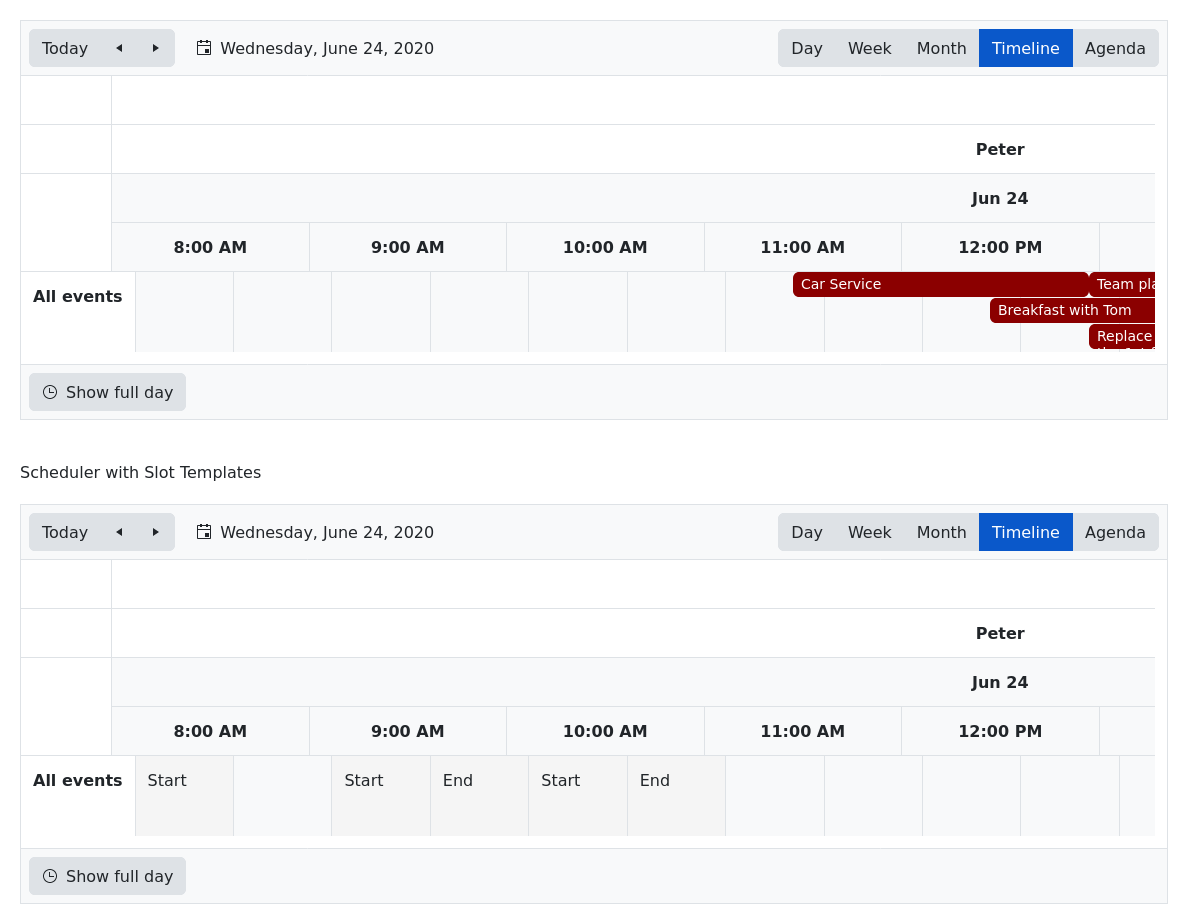 Today Wednesday, June 24, 2020 Day Week Month Timeline Agenda
Peter
Jun 24
8:00 AM 9:00 AM 10:00 AM 11:00 AM 12:00 PM
All events Car Service Team pla
Breakfast with Tom
Replace
Show full day
Scheduler with Slot Templates
Today Wednesday, June 24, 2020 Day Week Month Timeline Agenda
Peter
Jun 24
8:00 AM 9:00 AM 10:00 AM 11:00 AM 12:00 PM
All events Start Start End Start End
Show full day